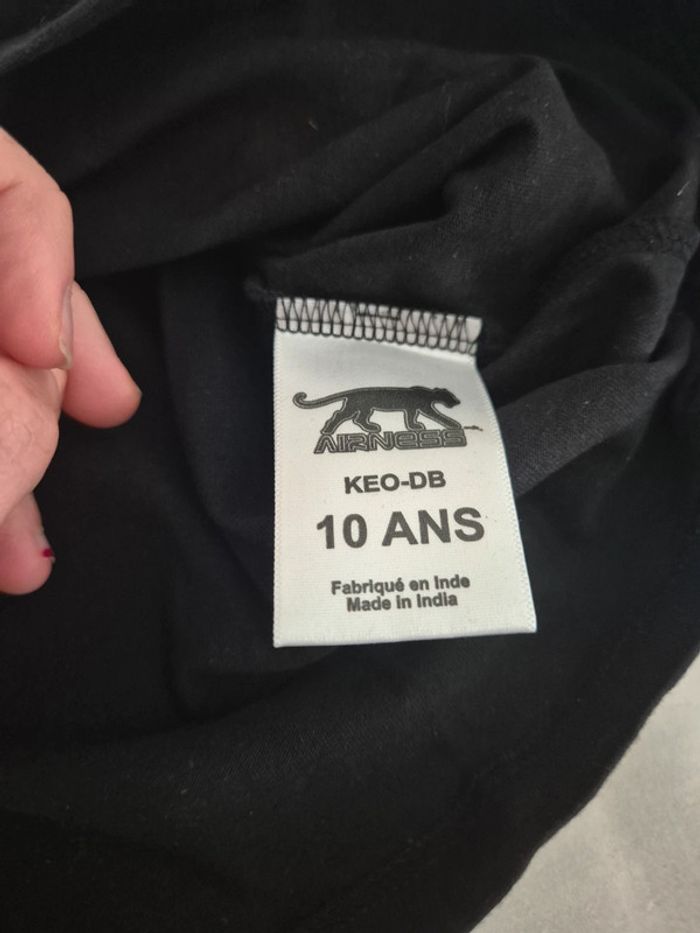 AIRNESS
KEO-DB
10 ANS
Fabriqué en Inde
Made in India